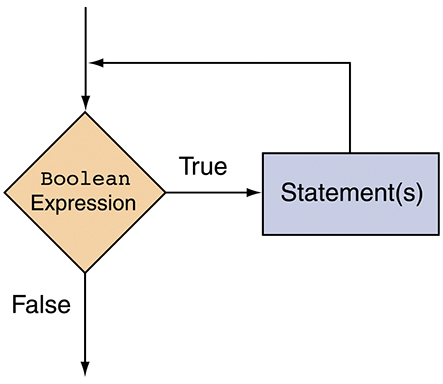 Boolean
Expression
True
Statement(s)
False